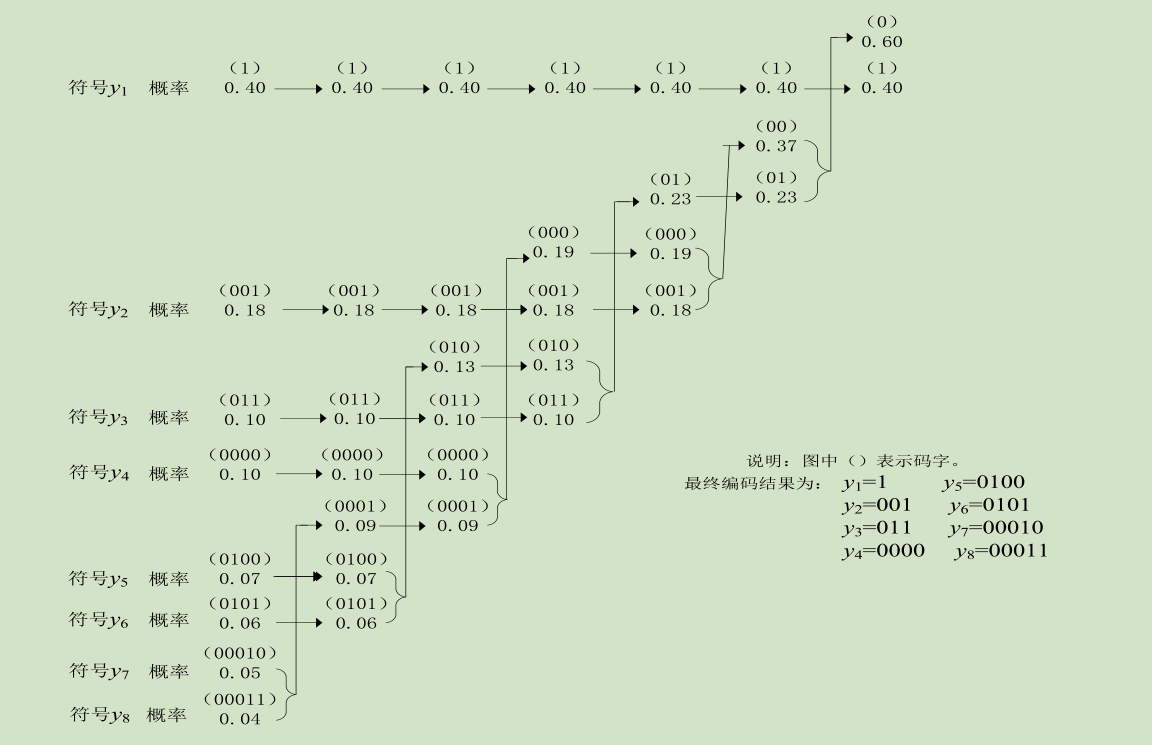 (0)
0.60
(1) (1) (1) (1) (1) (1) (1)
符号y1 概率 0.40 0.40 0.40 0.40 0.40 0.40 0.40
(00)
0.37
(01) (01)
0.23 0.23
(000) (000)
0.19 0.19
(001) (001) (001) (001) (001)
符号y2 概率 0.18 0.18 0.18 0.18 0.18
(010) (010)
0.13 0.13
(011) (011) (011) (011)
符号y3 概率 0.10 0.10 0.10 0.10
(0000) (0000) (0000)
符号y4 概率 0.10 0.10 0.10
(0001) (0001)
0.09 0.09
(0100) (0100)
符号y5 概率 0.07 0.07
(0101) (0101)
符号y6 概率 0.06 0.06
(00010)
符号y7 概率 0.05
(00011)
符号y8 概率 0.04
说明：图中（）表示码字。
最终编码结果为： y1=1 y5=0100
y2=001 y6=0101
y3=011 y7=00010
y4=0000 y8=00011